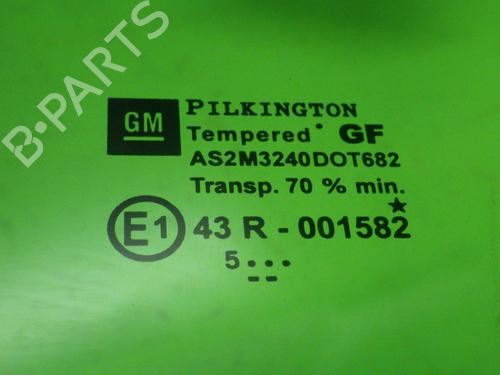 GM
PILKINGTON
Tempered • GF
AS2M3240DOT682
Transp. 70 % min.
E1 43 R - 001582
5 ...
--
B-PARTS